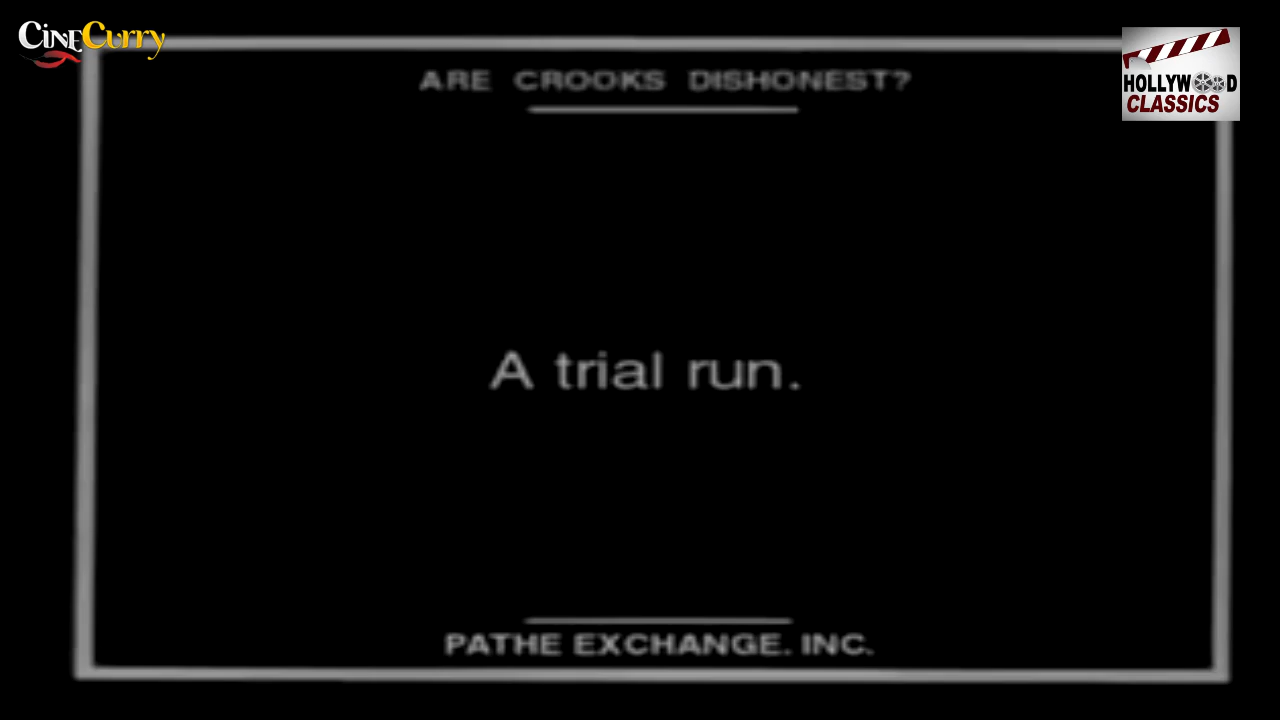 CINECURRY
HOLLYWOOD
CLASSICS
ARE CROOKS DISHONEST?
A trial run.
PATHE EXCHANGE. INC.